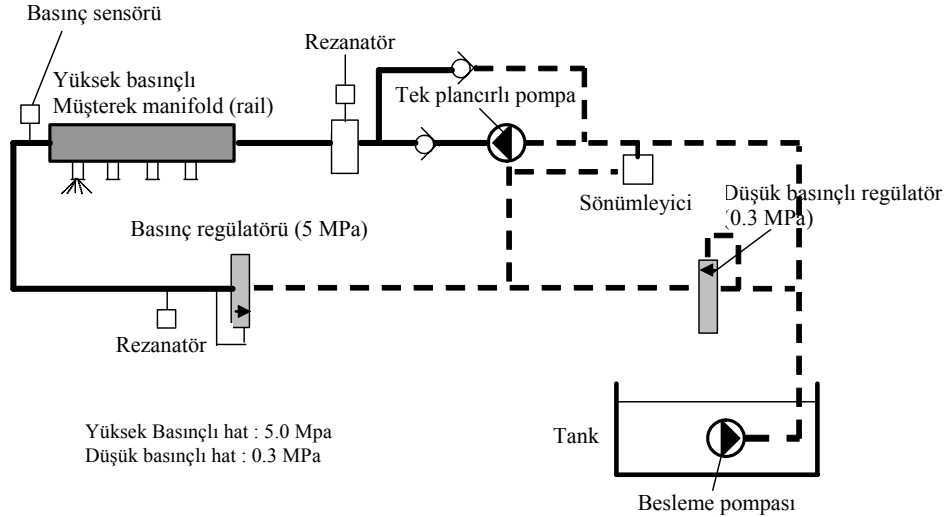 Basınç sensörü
Rezanatör
Yüksek basınçlı
Müşterek manifold (rail)
Tek plancırlı pompa
Sönümleyici
Düşük basınçlı regülatör
(0.3 MPa)
Basınç regülatörü (5 MPa)
Rezanatör
Yüksek Basınçlı hat : 5.0 Mpa
Düşük basınçlı hat : 0.3 MPa
Tank
Besleme pompası